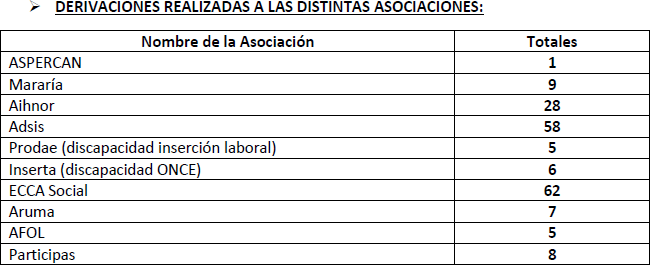 ➢ DERIVACIONES REALIZADAS A LAS DISTINTAS ASOCIACIONES:
Nombre de la Asociación Totales
ASPERCAN 1
Mararía 9
Aihnor 28
Adsis 58
Prodae (discapacidad inserción laboral) 5
Inserta (discapacidad ONCE) 6
ECCA Social 62
Aruma 7
AFOL 5
Participas 8